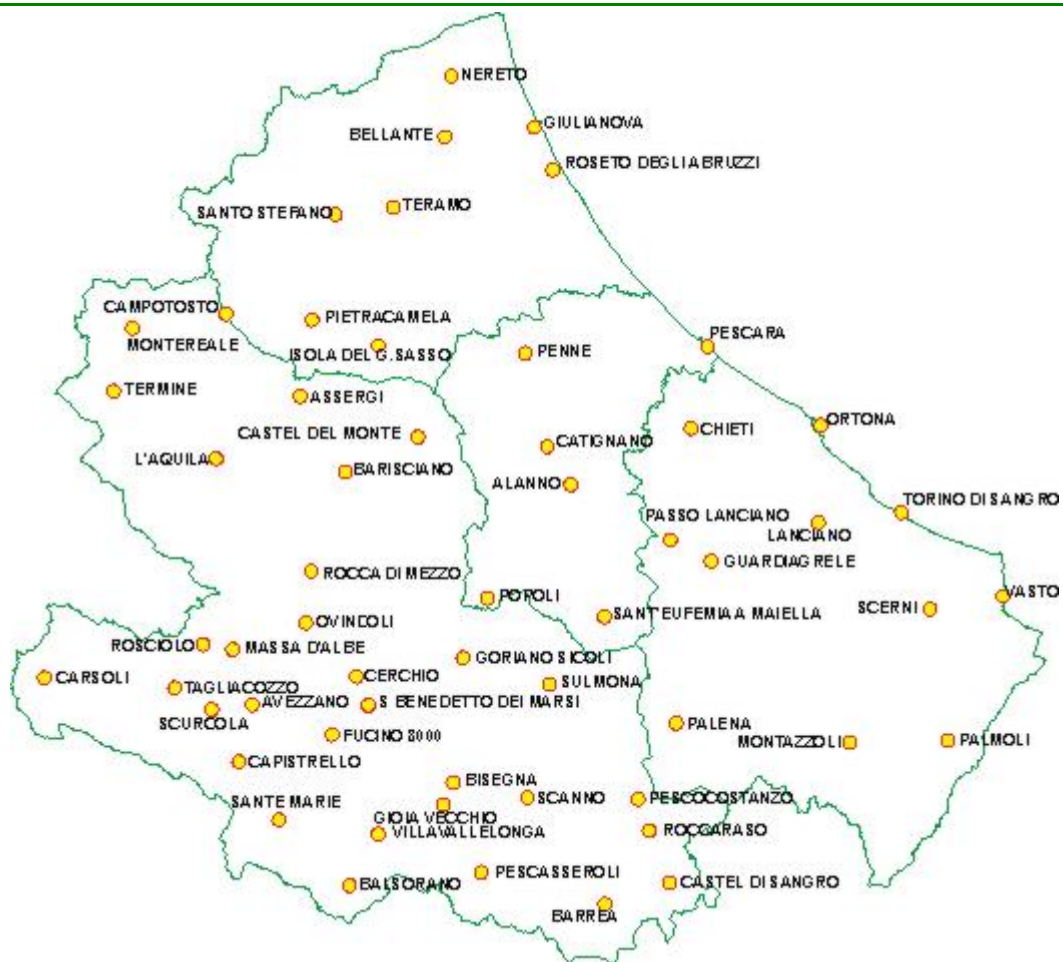 NERETO
GIULIANOVA
BELLANTE
ROSETO DEGLI ABRUZZI
TERAMO
SANTO STEFANO
CAMPOTOSTO
PIETRACAMELA
PESCARA
MONTEREALE
ISOLA DEL G. SASSO
PENNE
TERMINE
ASSERGI
ORTONA
CHIETI
CASTEL DEL MONTE
CATIGNANO
L'AQUILA
BARISCIANO
ALANNO
TORINO DI SANGRO
PASSO LANCIANO
LANCIANO
GUARDIAGRELE
ROCCA DI MEZZO
POPOLI
VASTO
SCERNI
SANT'EUFEMIA A MAIELLA
OVINDOLI
ROSCIOLO
MASSA D'ALBE
GORIANO SICOLI
CARSOLI
CERCHIO
SULMONA
TAGLIACOZZO
AVEZZANO
S. BENEDETTO DEI MARSI
SCURCOLA
PALENA
FUCINO 8000
MONTAZZOLI
PALMOLI
CAPISTRELLO
BISEGNA
SCANNO
PESCOCOSTANZO
SANTE MARIE
GIOIA VECCHIO
VILLAVALLELONGA
ROCCARASO
PESCASSEROLI
BALSORANO
CASTEL DI SANGRO
BARREA